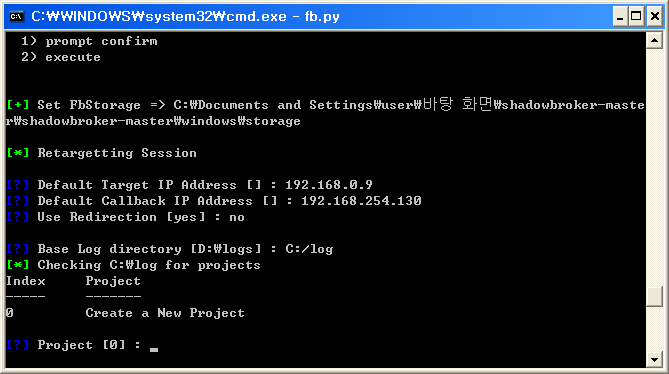 C:₩WINDOWS₩system32₩cmd.exe - fb.py
1) prompt confirm
2) execute
[+] Set FbStorage => C:₩Documents and Settings₩user₩바탕 화면₩shadowbroker-maste
r₩shadowbroker-master₩windows₩storage
[*] Retargetting Session
[?] Default Target IP Address [] : 192.168.0.9
[?] Default Callback IP Address [] : 192.168.254.130
[?] Use Redirection [yes] : no
[?] Base Log directory [D:₩logs] : C:/log
[*] Checking C:₩log for projects
Index     Project
-----     -------
0         Create a New Project
[?] Project [0] : _